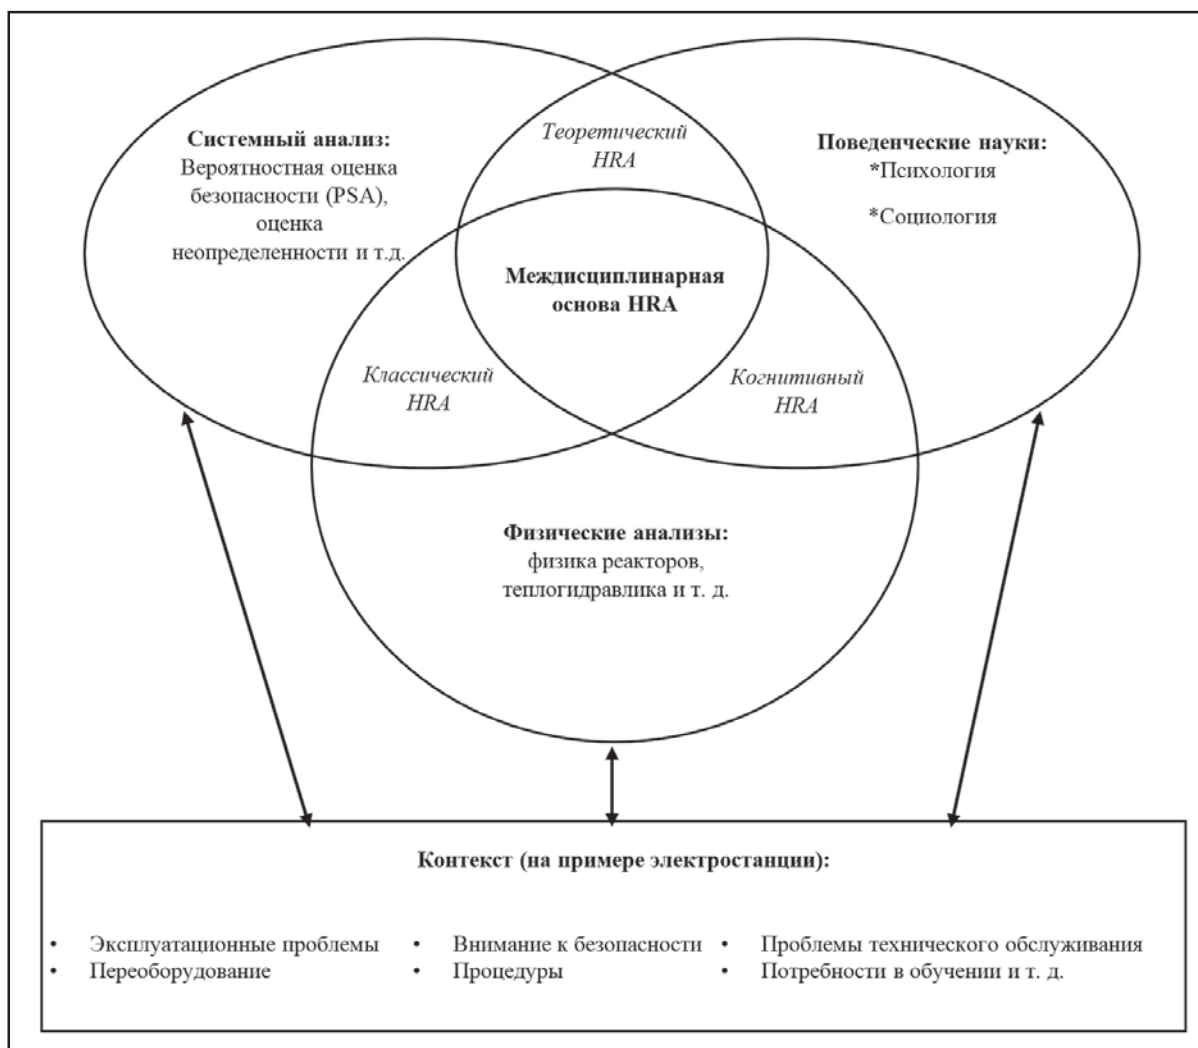 Системный анализ:
Вероятностная оценка
безопасности (PSA),
оценка
неопределенности и т.д.
Теоретический
HRA
Поведенческие науки:
*Психология
*Социология
Междисциплинарная
основа HRA
Классический
HRA
Когнитивный
HRA
Физические анализы:
физика реакторов,
теплогидравлика и т. д.
Контекст (на примере электростанции):
• Эксплуатационные проблемы
• Переоборудование
• Внимание к безопасности
• Процедуры
• Проблемы технического обслуживания
• Потребности в обучении и т. д.